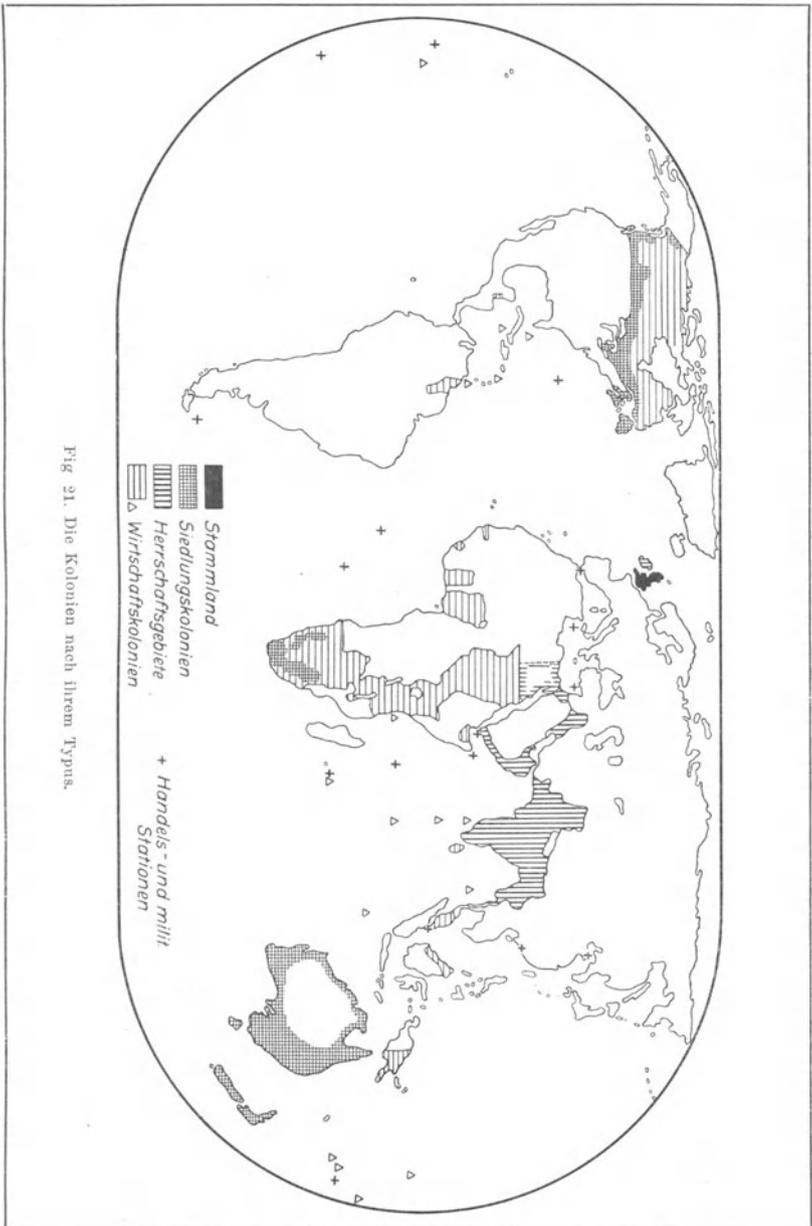 Stammland
Siedlungskolonien
Herrschaftsgebiete
△ Wirtschaftskolonien
+ Handels- und milit.
Stationen
Fig 21. Die Kolonien nach ihrem Typus.